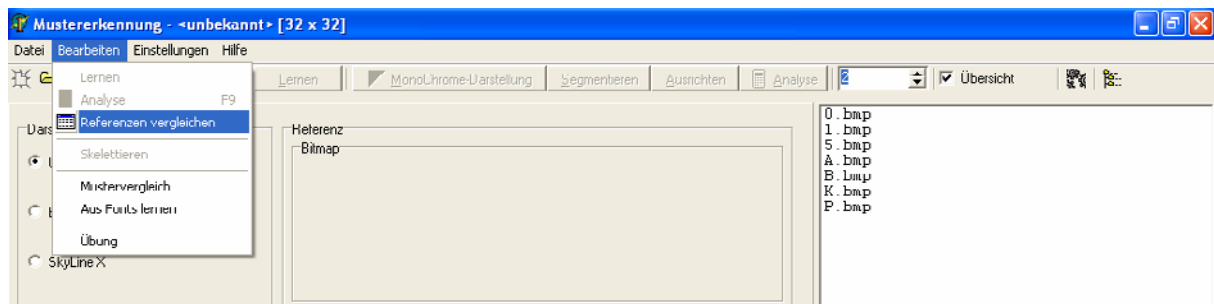 Mustererkennung - <unbekannt> [32 x 32]
Datei Bearbeiten Einstellungen Hilfe
Lernen MonoChrome-Darstellung Segmentieren Ausrichten Analyse 2 Übersicht
Lernen
Analyse F9
Referenzen vergleichen
Skelettieren
Mustervergleich
Aus Fonts lernen
Übung
SkyLine X
Referenz
Bitmap
0.bmp
1.bmp
5.bmp
A.bmp
B.bmp
K.bmp
P.bmp